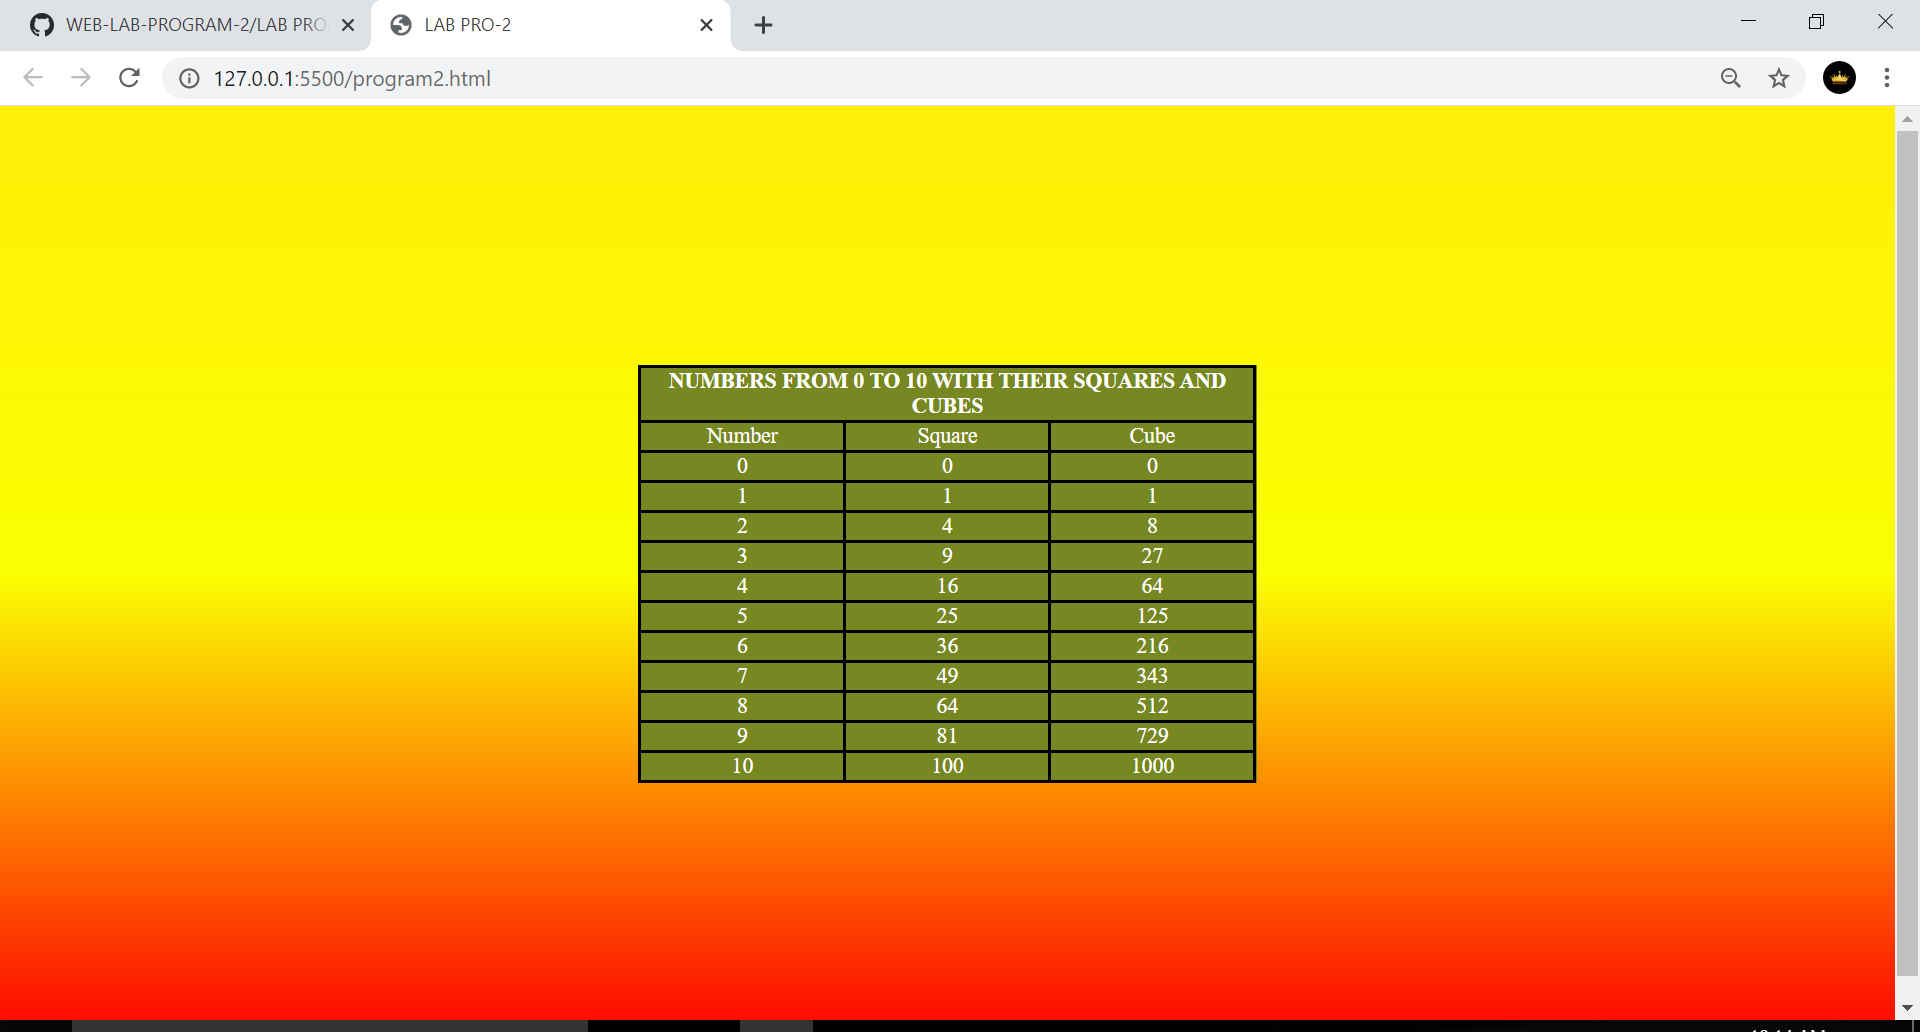 WEB-LAB-PROGRAM-2/LAB PRO
LAB PRO-2
127.0.0.1:5500/program2.html
NUMBERS FROM 0 TO 10 WITH THEIR SQUARES AND
CUBES
Number Square Cube
0 0 0
1 1 1
2 4 8
3 9 27
4 16 64
5 25 125
6 36 216
7 49 343
8 64 512
9 81 729
10 100 1000